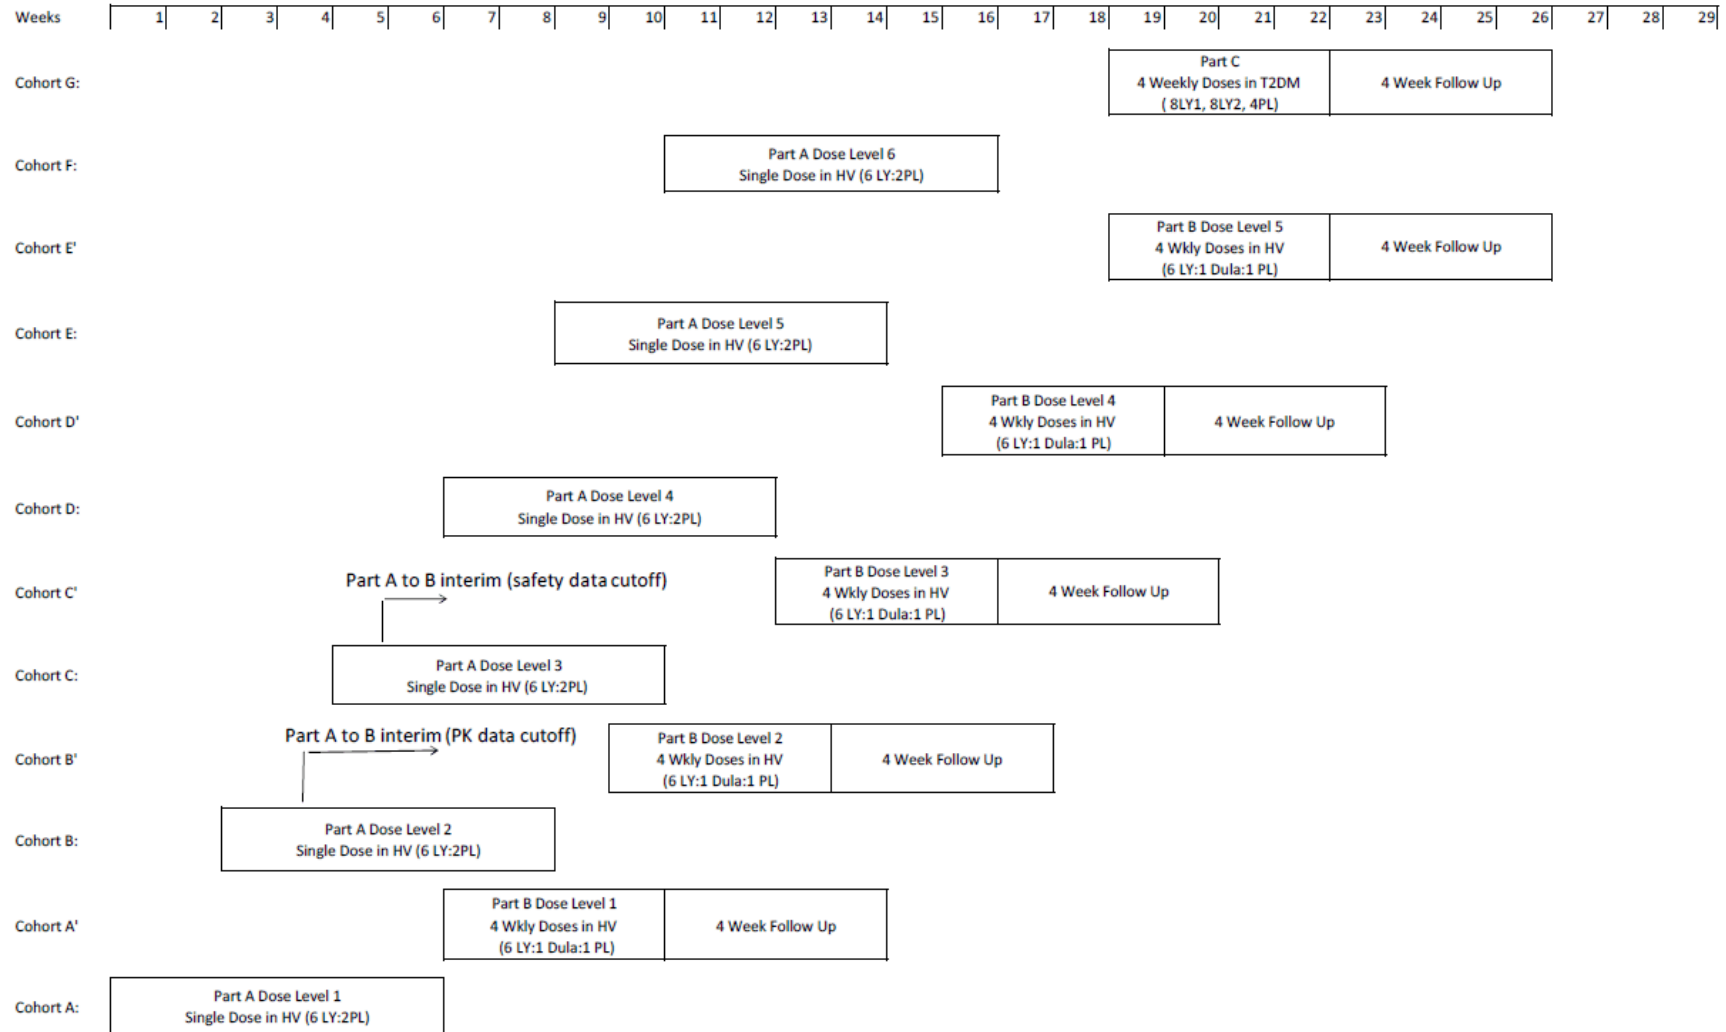 Weeks 1 2 3 4 5 6 7 8 9 10 11 12 13 14 15 16 17 18 19 20 21 22 23 24 25 26 27 28 29
Cohort G:
Part C
4 Weekly Doses in T2DM
( 8LY1, 8LY2, 4PL)
4 Week Follow Up
Cohort F:
Part A Dose Level 6
Single Dose in HV (6 LY:2PL)
Cohort E'
Part B Dose Level 5
4 Wkly Doses in HV
(6 LY:1 Dula:1 PL)
4 Week Follow Up
Cohort E:
Part A Dose Level 5
Single Dose in HV (6 LY:2PL)
Cohort D'
Part B Dose Level 4
4 Wkly Doses in HV
(6 LY:1 Dula:1 PL)
4 Week Follow Up
Cohort D:
Part A Dose Level 4
Single Dose in HV (6 LY:2PL)
Part A to B interim (safety data cutoff)
Cohort C'
Part B Dose Level 3
4 Wkly Doses in HV
(6 LY:1 Dula:1 PL)
4 Week Follow Up
Cohort C:
Part A Dose Level 3
Single Dose in HV (6 LY:2PL)
Part A to B interim (PK data cutoff)
Cohort B'
Part B Dose Level 2
4 Wkly Doses in HV
(6 LY:1 Dula:1 PL)
4 Week Follow Up
Cohort B:
Part A Dose Level 2
Single Dose in HV (6 LY:2PL)
Cohort A'
Part B Dose Level 1
4 Wkly Doses in HV
(6 LY:1 Dula:1 PL)
4 Week Follow Up
Cohort A:
Part A Dose Level 1
Single Dose in HV (6 LY:2PL)